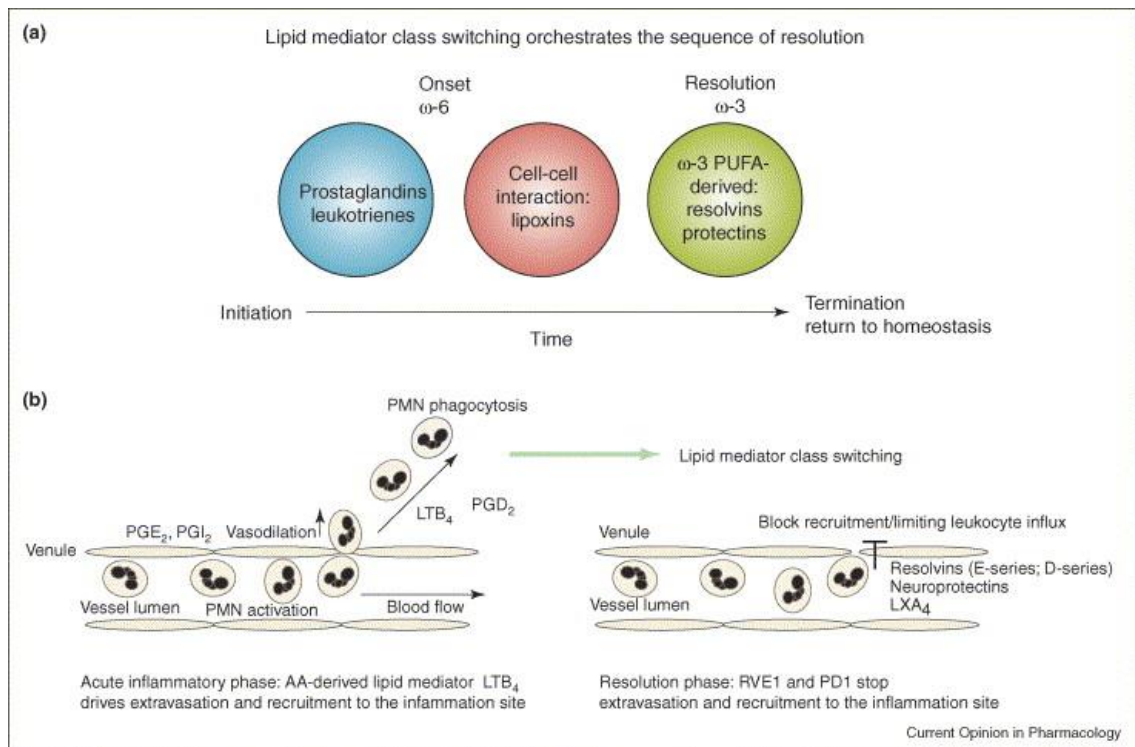 (a)
Lipid mediator class switching orchestrates the sequence of resolution
Onset
ω-6
Resolution
ω-3
Prostaglandins
leukotrienes
Cell-cell
interaction:
lipoxins
ω-3 PUFA-
derived:
resolvins
protectins
Initiation
Time
Termination
return to homeostasis
(b)
PMN phagocytosis
Lipid mediator class switching
LTB4
PGD2
PGE2, PGI2
Vasodilation
Venule
Vessel lumen
PMN activation
Blood flow
Block recruitment/limiting leukocyte influx
Venule
Resolvins (E-series; D-series)
Neuroprotectins
LXA4
Vessel lumen
Acute inflammatory phase: AA-derived lipid mediator LTB4
drives extravasation and recruitment to the infammation site
Resolution phase: RVE1 and PD1 stop
extravasation and recruitment to the inflammation site
Current Opinion in Pharmacology